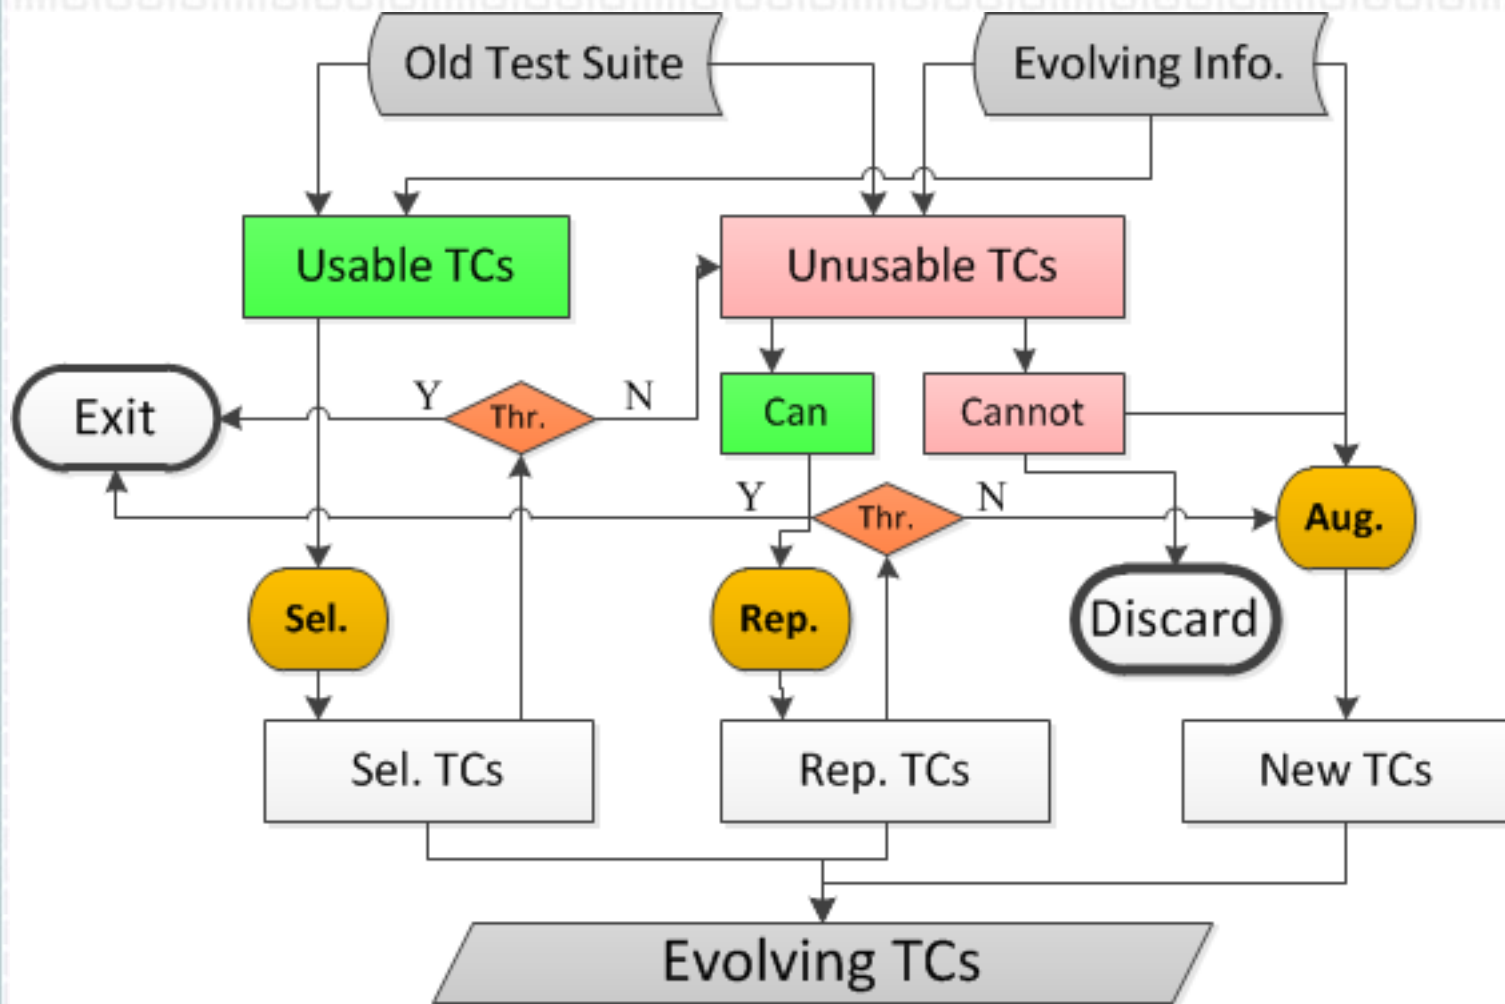 Old Test Suite
Evolving Info.
Usable TCs
Unusable TCs
Exit
Y
Thr.
N
Can
Cannot
Y
Thr.
N
Aug.
Sel.
Rep.
Discard
Sel. TCs
Rep. TCs
New TCs
Evolving TCs